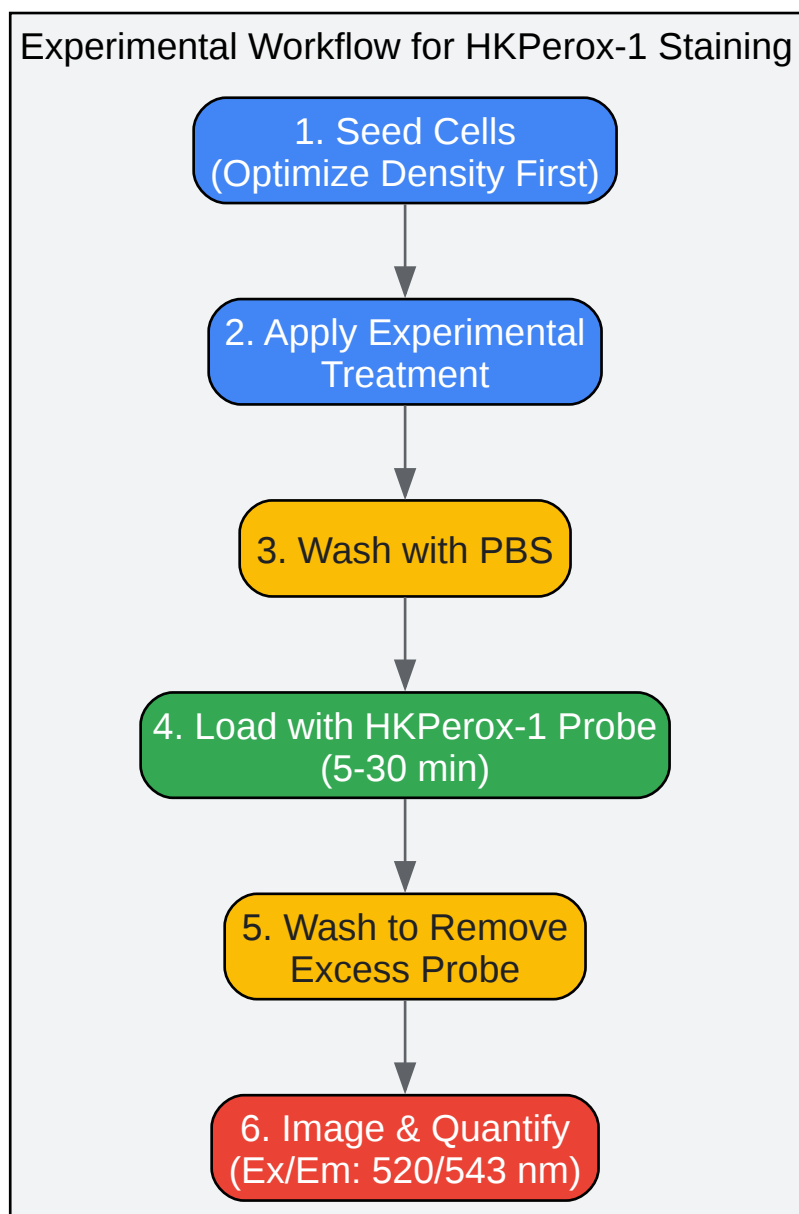 Experimental Workflow for HKPerox-1 Staining
1. Seed Cells
(Optimize Density First)
2. Apply Experimental
Treatment
3. Wash with PBS
4. Load with HKPerox-1 Probe
(5-30 min)
5. Wash to Remove
Excess Probe
6. Image & Quantify
(Ex/Em: 520/543 nm)